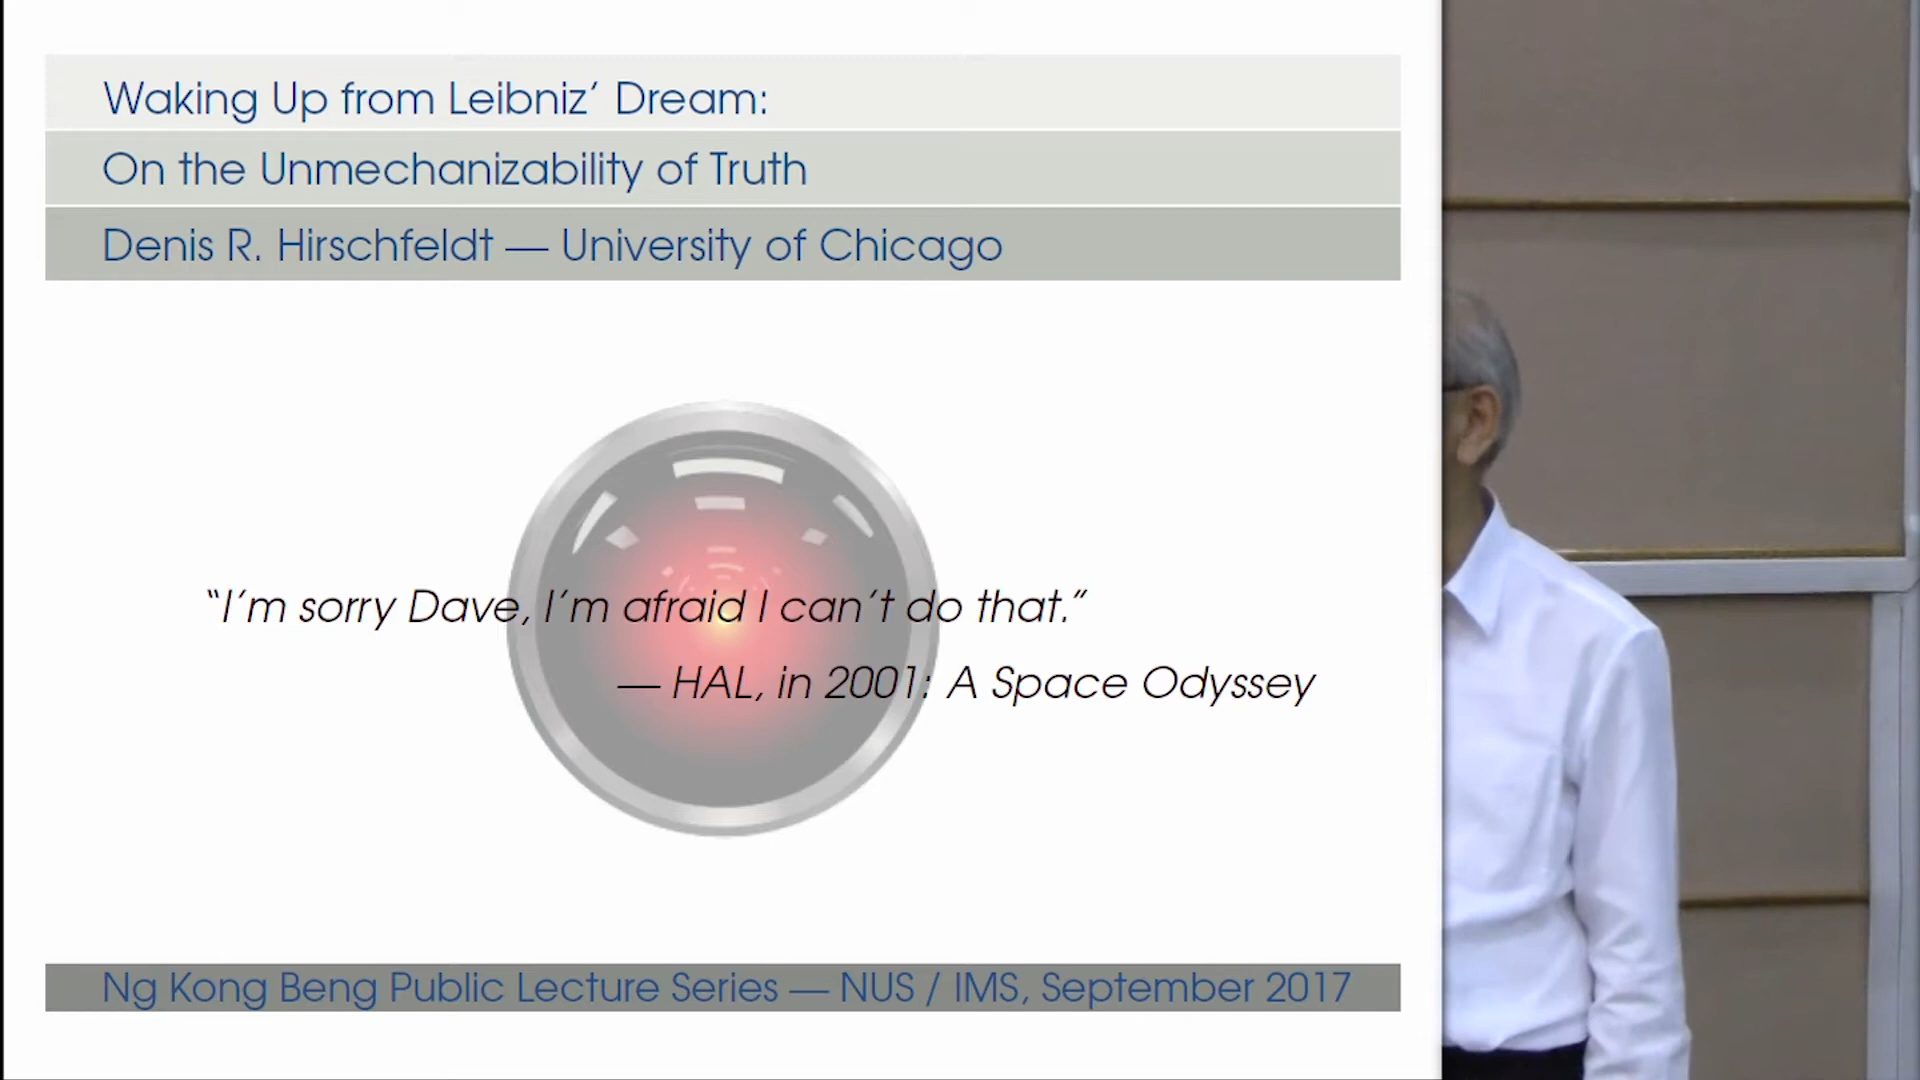 Waking Up from Leibniz’ Dream:
On the Unmechanizability of Truth
Denis R. Hirschfeldt — University of Chicago
“I’m sorry Dave, I’m afraid I can’t do that.”
— HAL, in 2001: A Space Odyssey
Ng Kong Beng Public Lecture Series — NUS / IMS, September 2017